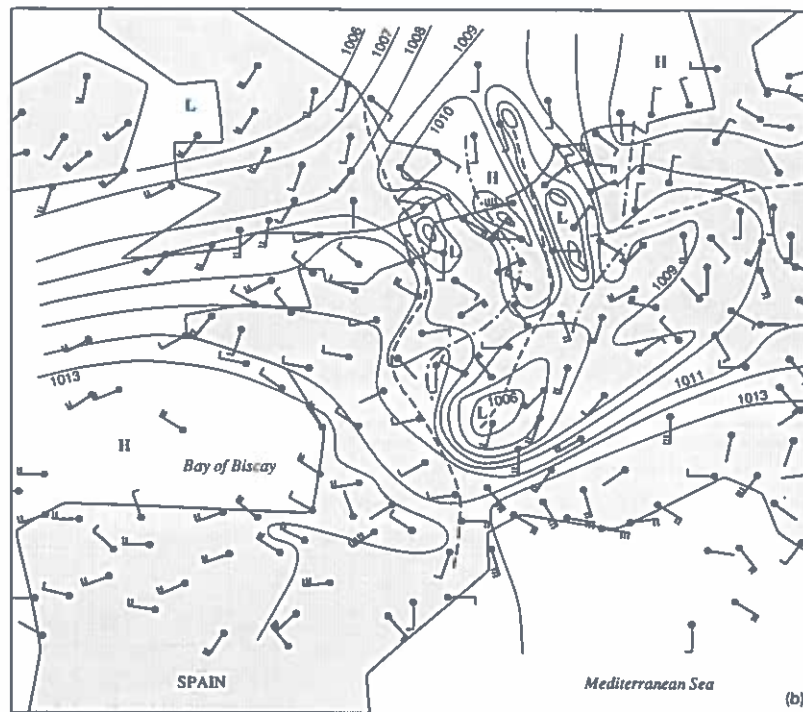 1006
1007
1008
1009
H
L
1010
H
L
L
1009
1011
L
1006
1013
1013
H
Bay of Biscay
SPAIN
Mediterranean Sea
(b)